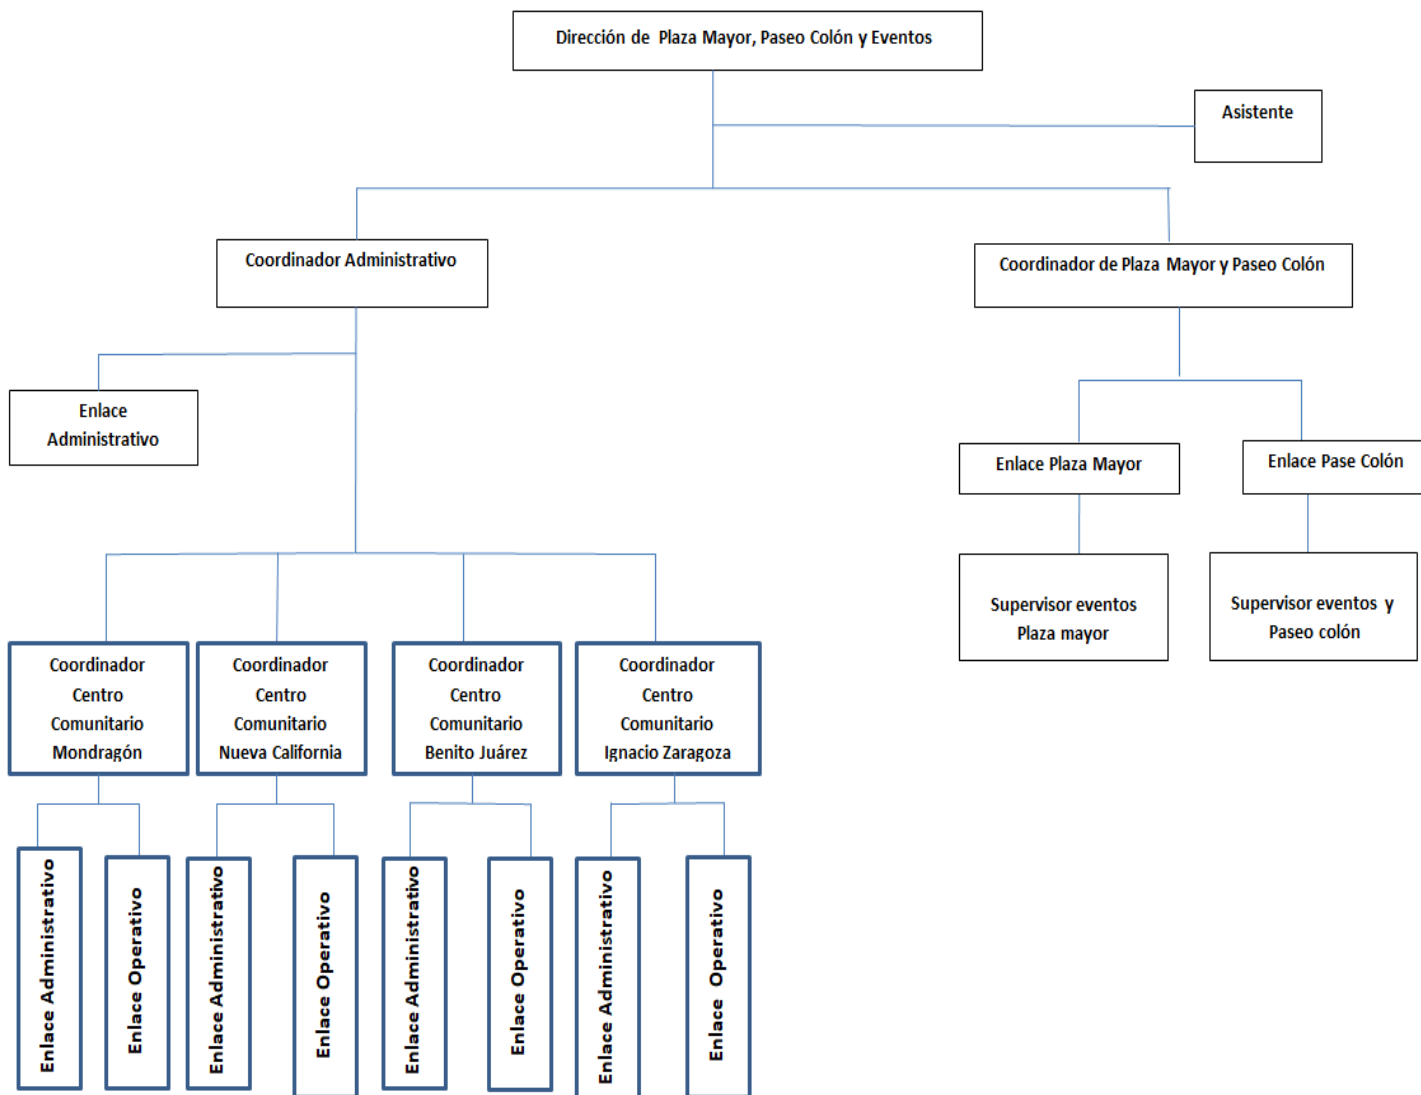 Dirección de Plaza Mayor, Paseo Colón y Eventos
Asistente
Coordinador Administrativo
Coordinador de Plaza Mayor y Paseo Colón
Enlace
Administrativo
Enlace Plaza Mayor
Enlace Pase Colón
Supervisor eventos
Plaza mayor
Supervisor eventos y
Paseo colón
Coordinador
Centro
Comunitario
Mondragón
Coordinador
Centro
Comunitario
Nueva California
Coordinador
Centro
Comunitario
Benito Juárez
Coordinador
Centro
Comunitario
Ignacio Zaragoza
Enlace Administrativo
Enlace Operativo
Enlace Administrativo
Enlace Operativo
Enlace Administrativo
Enlace Operativo
Enlace Administrativo
Enlace Operativo